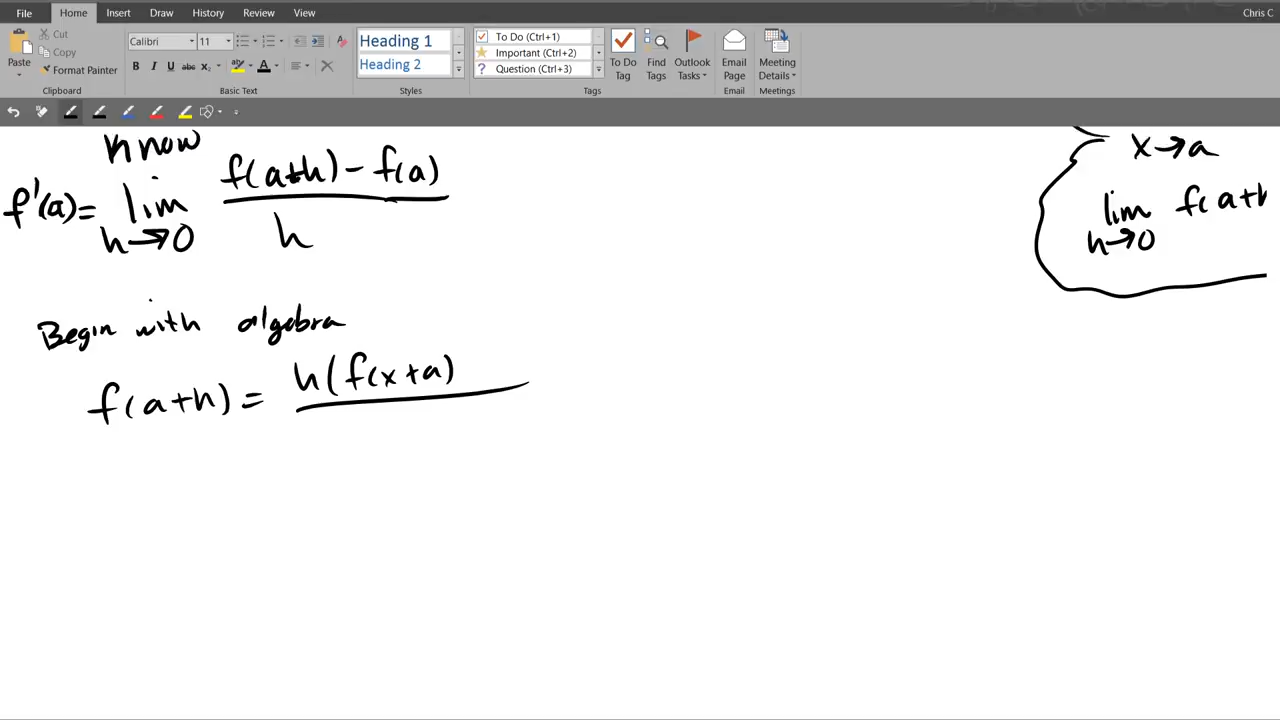 File Home Insert Draw History Review View Chris C
Paste Cut Copy Format Painter Clipboard
Calibri 11 B I U abc x₂ A Basic Text
Heading 1 Heading 2 Styles
To Do (Ctrl+1) Important (Ctrl+2) Question (Ctrl+3) To Do Tag Find Tags Outlook Tasks Tags
Email Page Email
Meeting Details Meetings
know
f'(a) = lim h→0 f(a+h) - f(a) / h
x→a
lim h→0 f(a+h
Begin with algebra
f(a+h) = h(f(x+a)